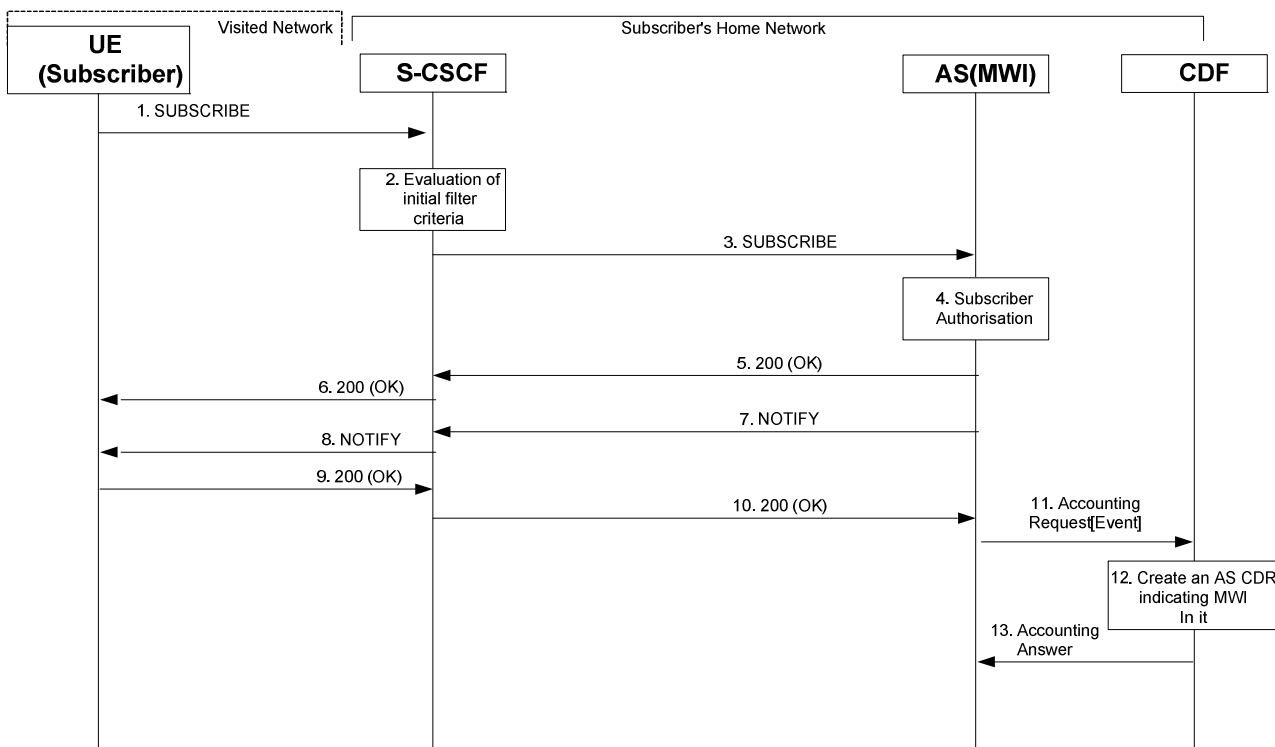 Visited Network
Subscriber's Home Network
UE
(Subscriber)
S-CSCF
AS(MWI)
CDF
1. SUBSCRIBE
2. Evaluation of
initial filter
criteria
3. SUBSCRIBE
4. Subscriber
Authorisation
5. 200 (OK)
6. 200 (OK)
7. NOTIFY
8. NOTIFY
9. 200 (OK)
10. 200 (OK)
11. Accounting
Request[Event]
12. Create an AS CDR
indicating MWI
In it
13. Accounting
Answer